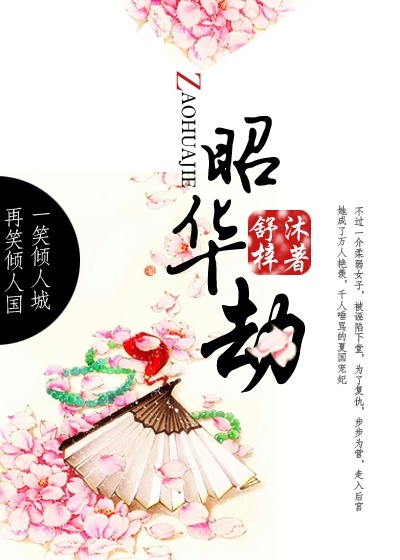 ZAOHUAJIE
昭华劫
舒梓沐著
一笑倾人城
再笑倾人国
不过一介柔弱女子，被诬陷下堂，为了复仇，步步为营，走入后宫
她成了万人艳羡，千人唾骂的夏国宠妃